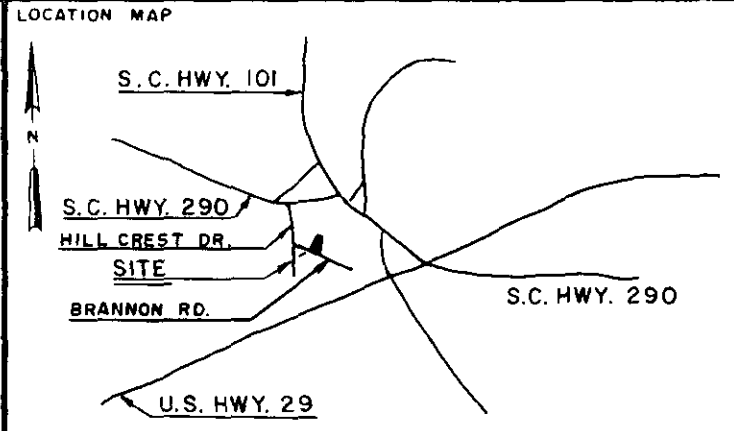 LOCATION MAP
S.C. HWY. 101
N
S.C. HWY. 290
HILL CREST DR.
SITE
BRANNON RD.
S.C. HWY. 290
U.S. HWY. 29